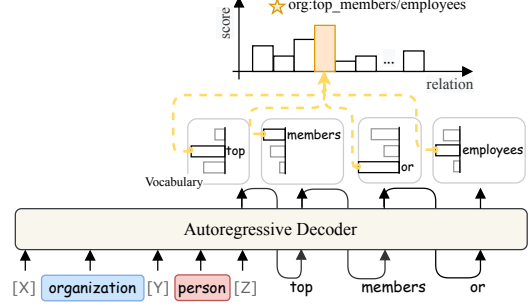 org:top_members/employees
score
...
relation
top
members
or
employees
Vocabulary
Autoregressive Decoder
[X] organization [Y] person [Z] top members or